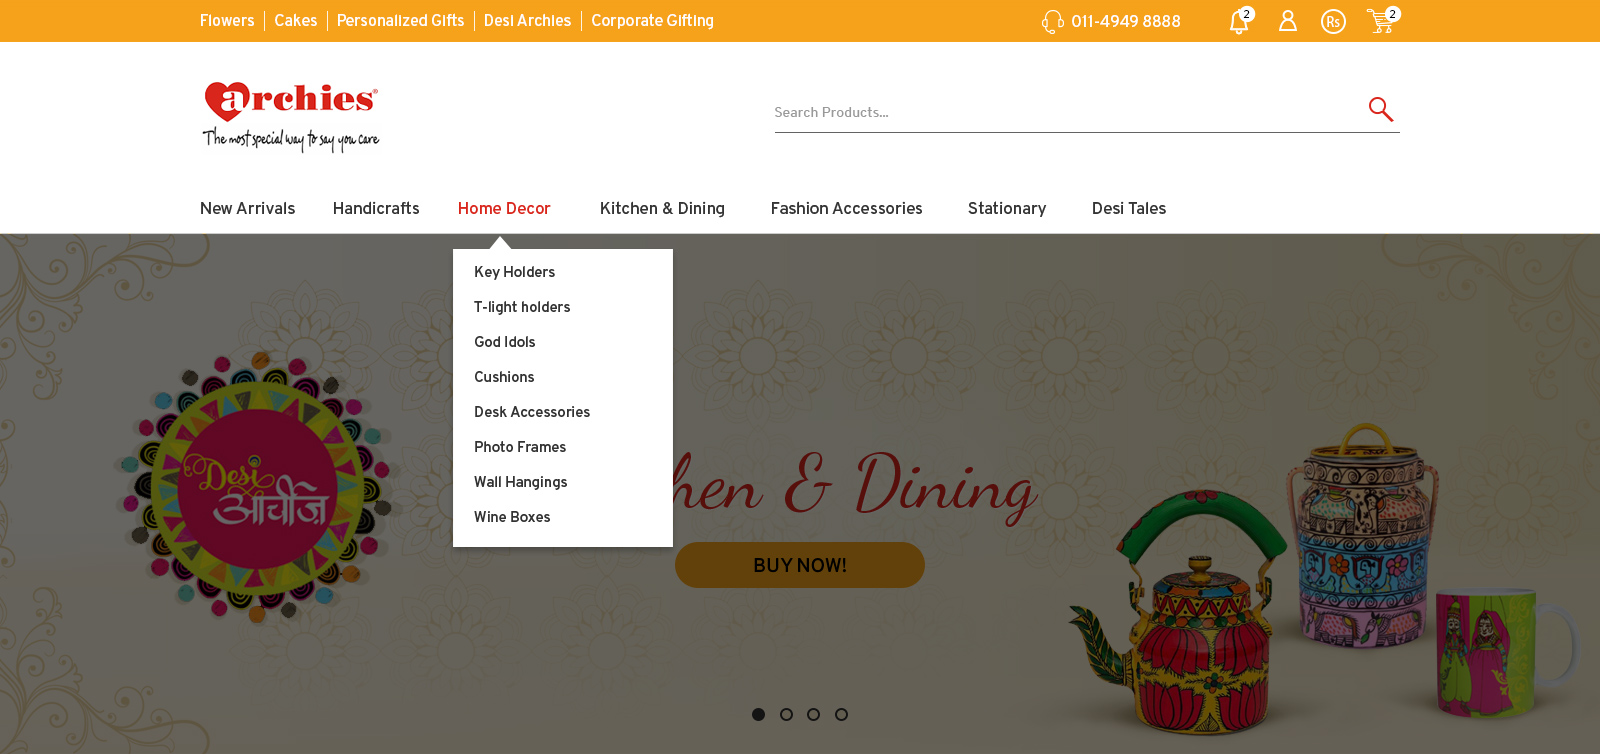 Flowers Cakes Personalized Gifts Desi Archies Corporate Gifting 011-4949 8888 2 Rs 2
archies®
The most special way to say you care
Search Products...
New Arrivals Handicrafts Home Decor Kitchen & Dining Fashion Accessories Stationary Desi Tales
Key Holders
T-light holders
God Idols
Cushions
Desk Accessories
Photo Frames
Wall Hangings
Wine Boxes
Desi
आर्चीज़
hen & Dining
BUY NOW!